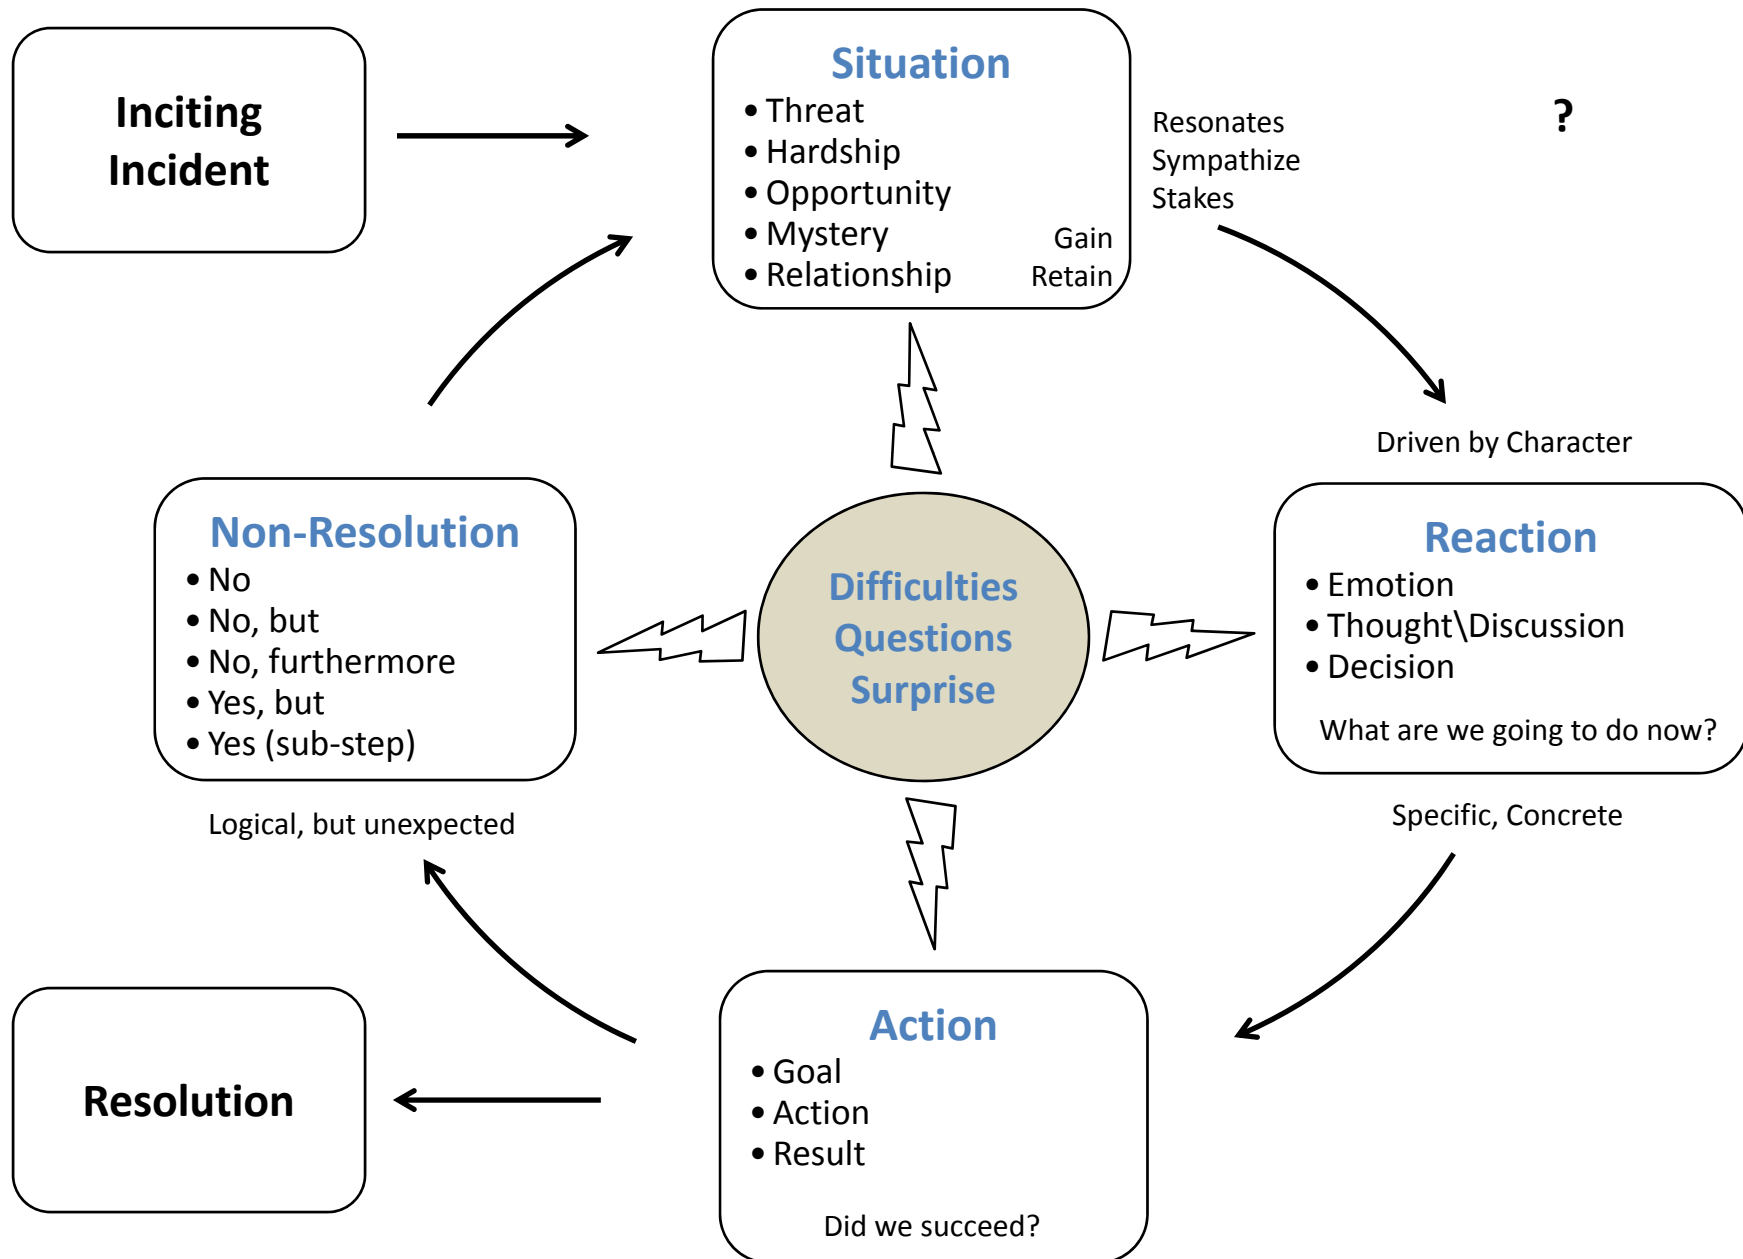 Inciting
Incident
Situation
• Threat
• Hardship
• Opportunity
• Mystery
• Relationship
Gain
Retain
Resonates
Sympathize
Stakes
?
Driven by Character
Reaction
• Emotion
• Thought\Discussion
• Decision
What are we going to do now?
Specific, Concrete
Difficulties
Questions
Surprise
Non-Resolution
• No
• No, but
• No, furthermore
• Yes, but
• Yes (sub-step)
Logical, but unexpected
Action
• Goal
• Action
• Result
Did we succeed?
Resolution